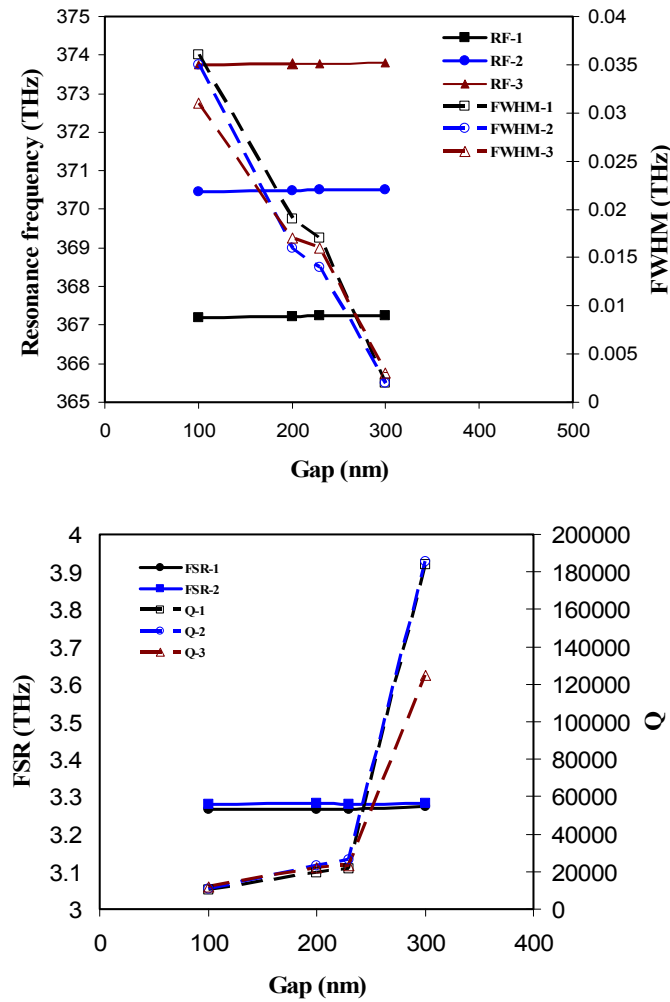 375
374
373
372
371
370
369
368
367
366
365
Resonance frequency (THz)
0.04
0.035
0.03
0.025
0.02
0.015
0.01
0.005
0
FWHM (THz)
RF-1
RF-2
RF-3
FWHM-1
FWHM-2
FWHM-3
0 100 200 300 400 500
Gap (nm)
4
3.9
3.8
3.7
3.6
3.5
3.4
3.3
3.2
3.1
3
FSR (THz)
200000
180000
160000
140000
120000
100000
80000
60000
40000
20000
0
Q
FSR-1
FSR-2
Q-1
Q-2
Q-3
0 100 200 300 400
Gap (nm)